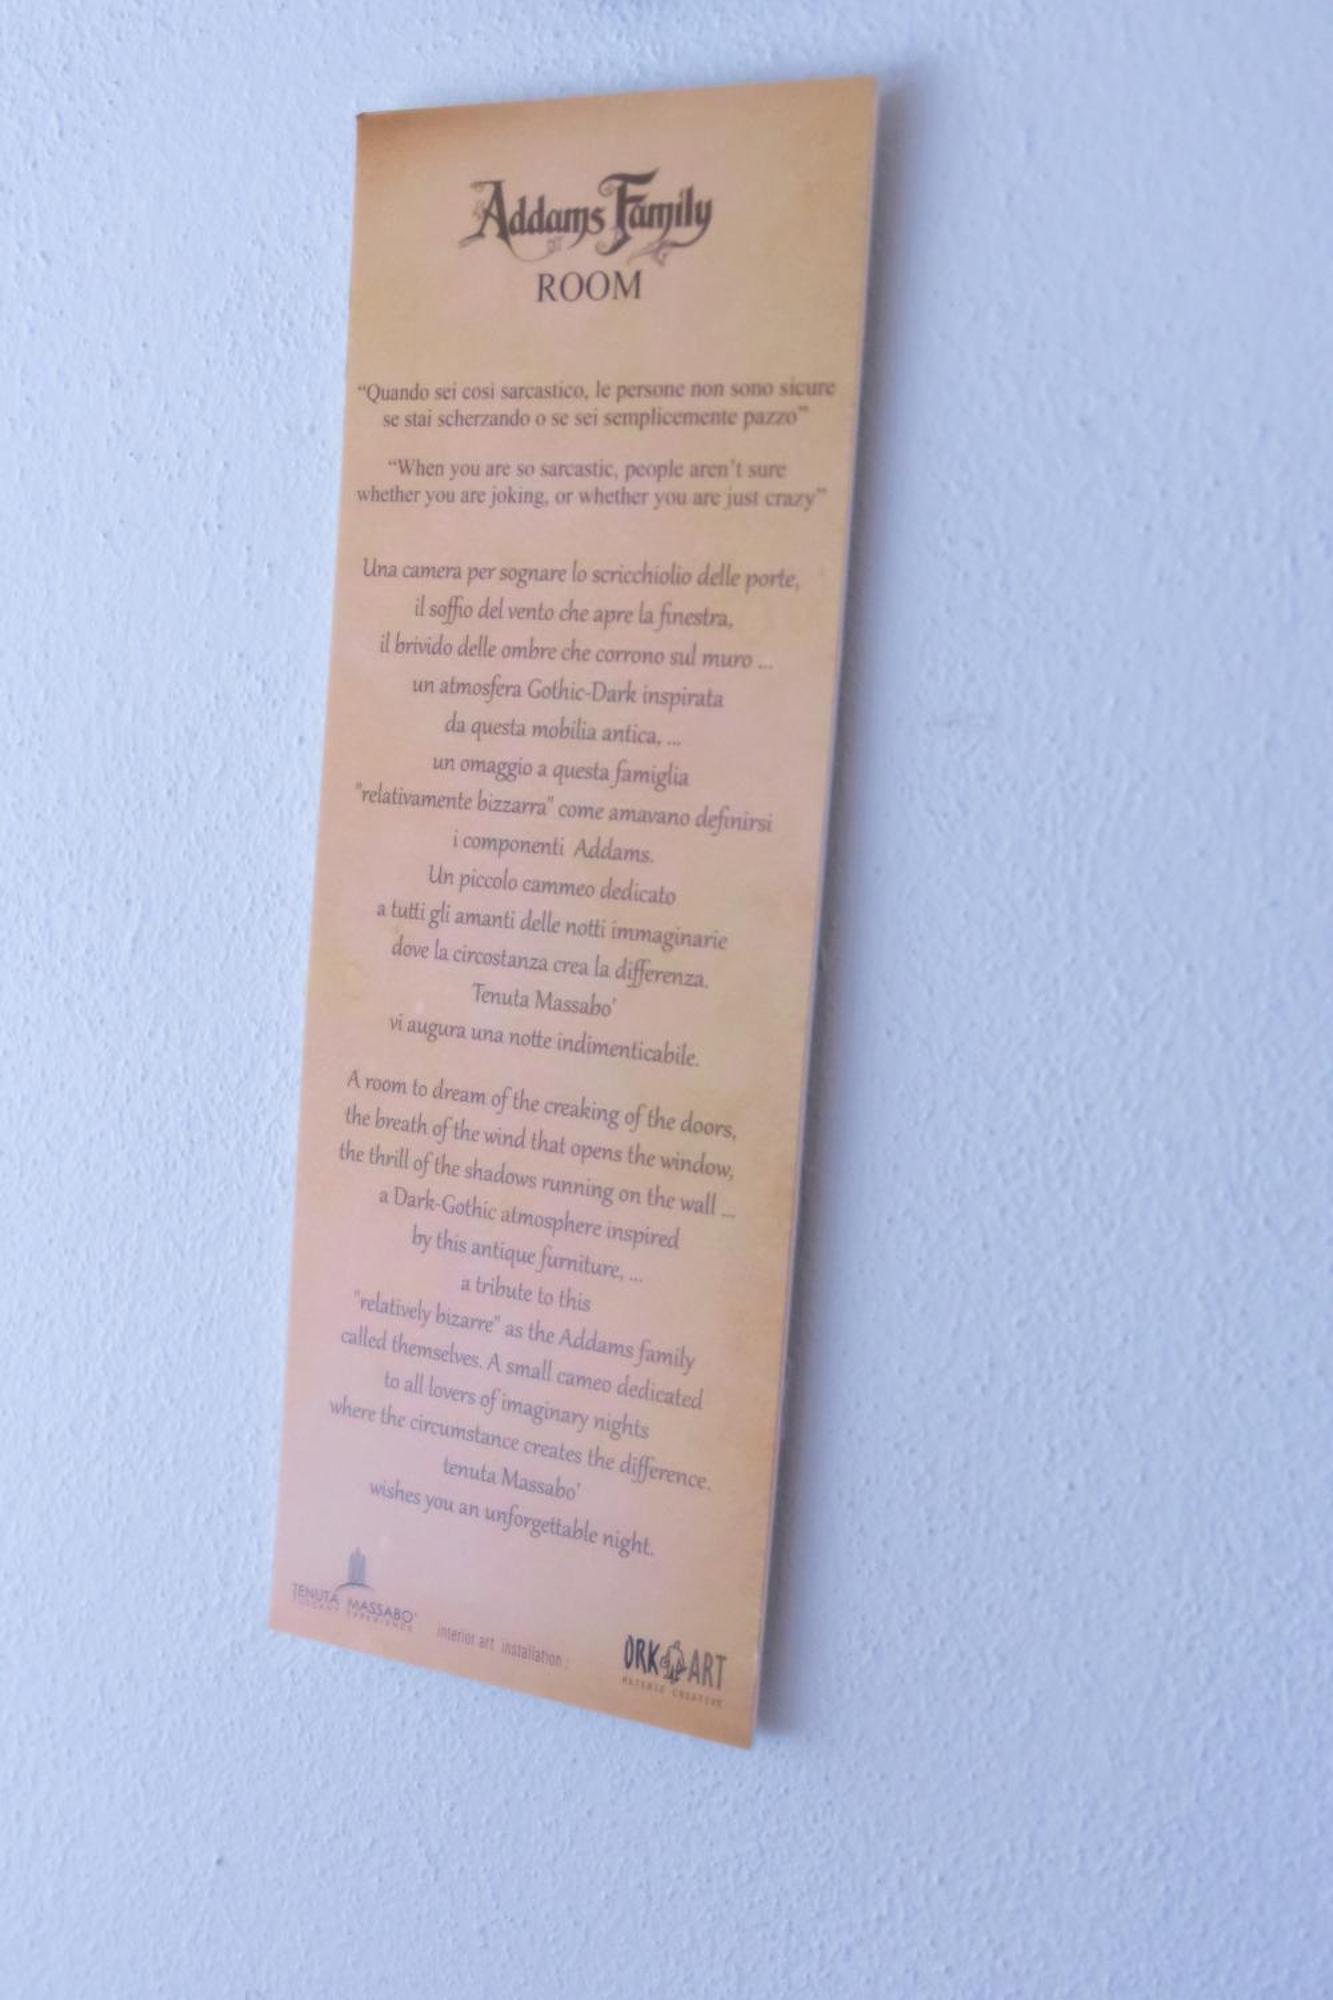 Addams Family
ROOM
“Quando sei così sarcastico, le persone non sono sicure
se stai scherzando o se sei semplicemente pazzo”
“When you are so sarcastic, people aren't sure
whether you are joking, or whether you are just crazy”
Una camera per sognare lo scricchiolio delle porte,
il soffio del vento che apre la finestra,
il brivido delle ombre che corrono sul muro ...
un atmosfera Gothic-Dark inspirata
da questa mobilia antica, ...
un omaggio a questa famiglia
"relativamente bizzarra" come amavano definirsi
i componenti Addams.
Un piccolo cammeo dedicato
a tutti gli amanti delle notti immaginarie
dove la circostanza crea la differenza.
Tenuta Massabo'
vi augura una notte indimenticabile.
A room to dream of the creaking of the doors,
the breath of the wind that opens the window,
the thrill of the shadows running on the wall ...
a Dark-Gothic atmosphere inspired
by this antique furniture, ...
a tribute to this
"relatively bizarre" as the Addams family
called themselves. A small cameo dedicated
to all lovers of imaginary nights
where the circumstance creates the difference.
tenuta Massabo'
wishes you an unforgettable night.
TENUTA MASSABO'
TUSCANY EXPERIENCE
interior art installation :
ORK ART
MATERIE CREATIVE